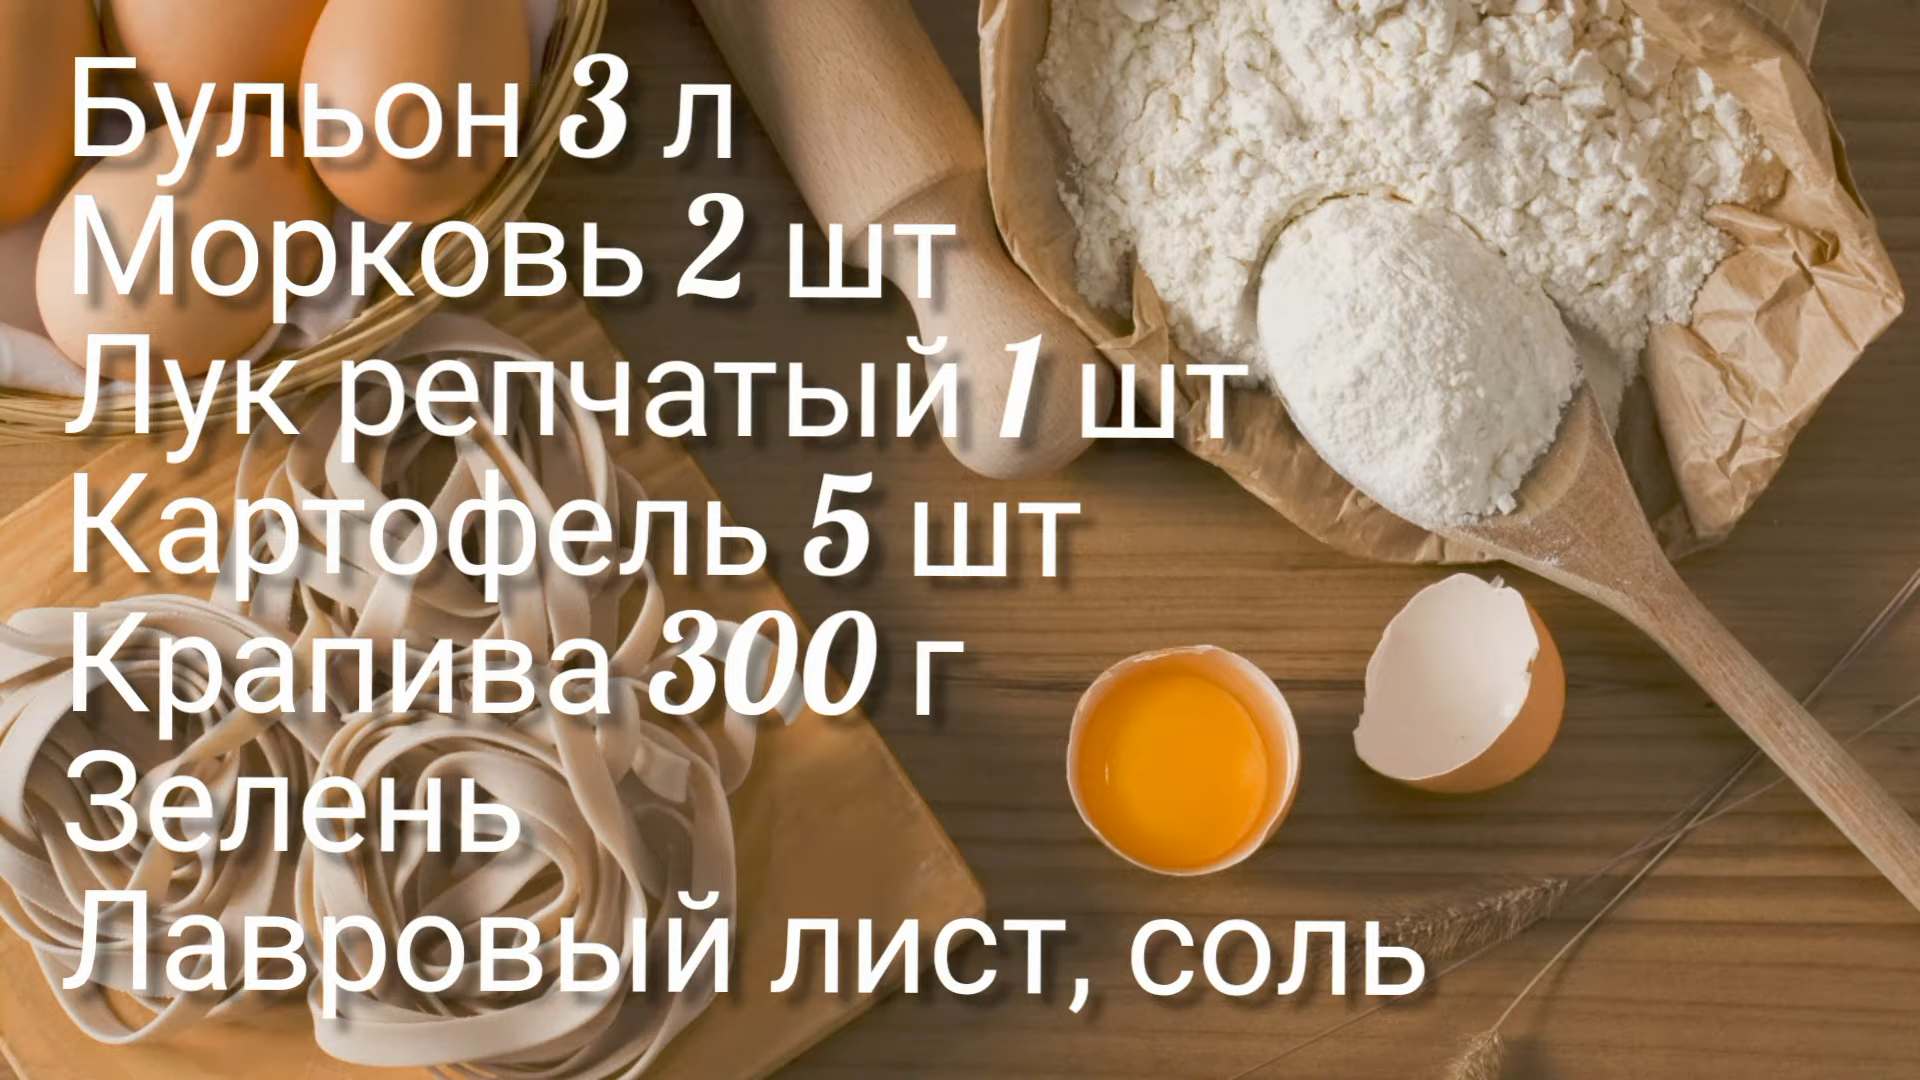 Бульон 3 л
Морковь 2 шт
Лук репчатый 1 шт
Картофель 5 шт
Крапива 300 г
Зелень
Лавровый лист, соль